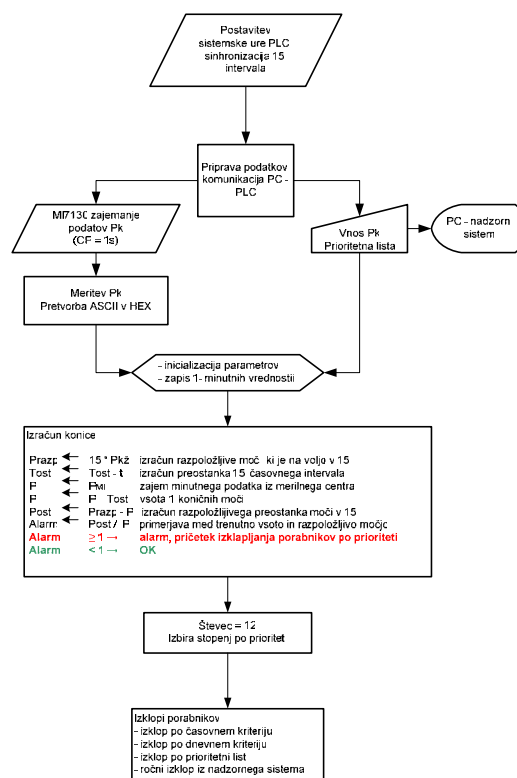 Postavitev
sistemske ure PLC
sinhronizacija 15
intervala
Priprava podatkov
komunikacija PC -
PLC
MI7130 zajemanje
podatov Pk
(CF = 1s)
Vnos Pk
Prioritetna lista
PC - nadzorn
sistem
Meritev Pk
Pretvorba ASCII v HEX
- inicializacija parametrov
- zapis 1- minutnih vrednostii
Izračun konice
Prazp ← 15 * Pkž izračun razpoložljive moč ki je na voljo v 15
Tost ← Tost - t izračun preostanka 15 časovnega intervala
P ← PMI zajem minutnega podatka iz merilnega centra
P ← P Tost vsota 1 koničnih moči
Post ← Prazp - P izračun razpoložljivega preostanka moči v 15
Alarm ← Post / P primerjava med trenutno vsoto in razpoložljivo močjo
Alarm ≥ 1 → alarm, pričetek izklapljanja porabnikov po prioriteti
Alarm < 1 → OK
Števec = 12
Izbira stopenj po prioritet
Izklopi porabnikov
- izklop po časovnem kriteriju
- izklop po dnevnem kriteriju
- izklop po prioritetni list
- ročni izklop iz nadzornega sistema